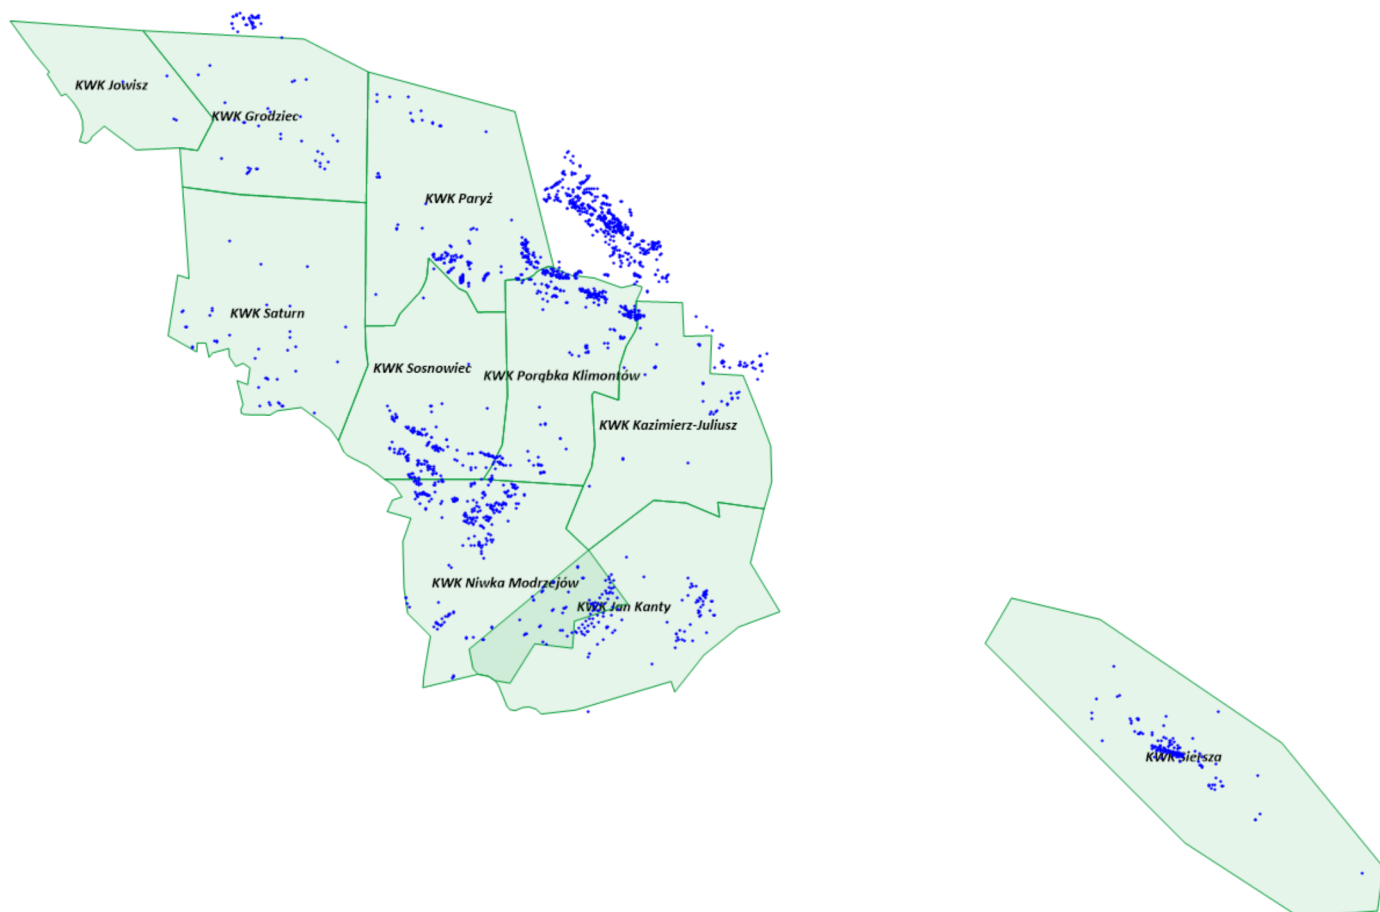 KWK Jowisz
KWK Grodziec
KWK Paryż
KWK Saturn
KWK Sosnowiec
KWK Porąbka Klimontów
KWK Kazimierz-Juliusz
KWK Niwka Modrzejów
KWK Jan Kanty
KWK Siersza